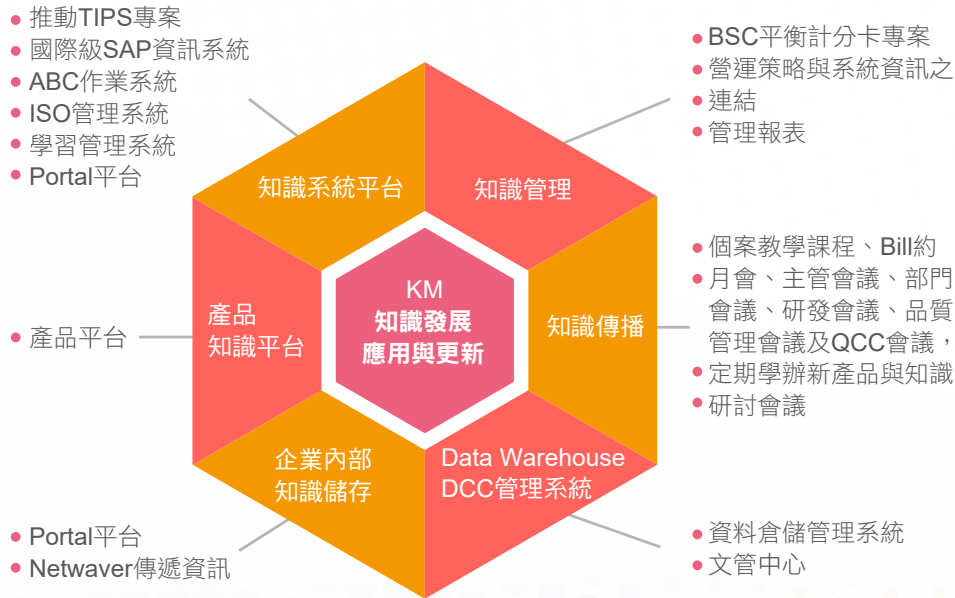 推動TIPS專案
國際級SAP資訊系統
ABC作業系統
ISO管理系統
學習管理系統
Portal平台
BSC平衡計分卡專案
營運策略與系統資訊之
連結
管理報表
知識系統平台
知識管理
產品平台
產品
知識平台
KM
知識發展
應用與更新
知識傳播
個案教學課程、Bill約
月會、主管會議、部門
會議、研發會議、品質
管理會議及QCC會議，
定期學辦新產品與知識
研討會議
企業內部
知識儲存
Data Warehouse
DCC管理系統
Portal平台
Netwaver傳遞資訊
資料倉儲管理系統
文管中心